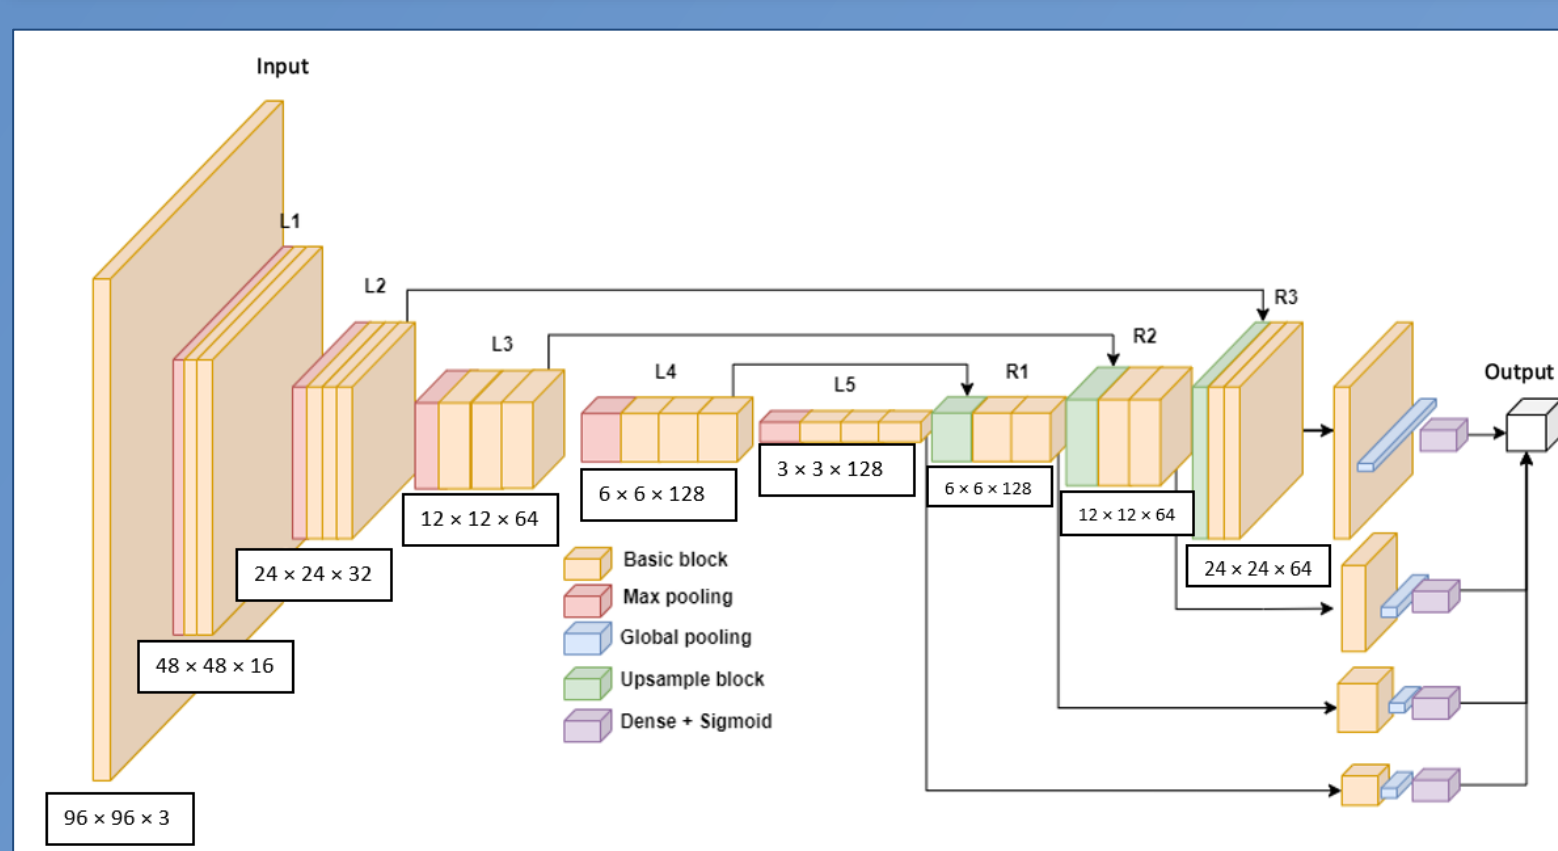 Input
L1
L2
L3
L4
L5
R1
R2
R3
Output
96 × 96 × 3
48 × 48 × 16
24 × 24 × 32
12 × 12 × 64
6 × 6 × 128
3 × 3 × 128
6 × 6 × 128
12 × 12 × 64
24 × 24 × 64
Basic block
Max pooling
Global pooling
Upsample block
Dense + Sigmoid